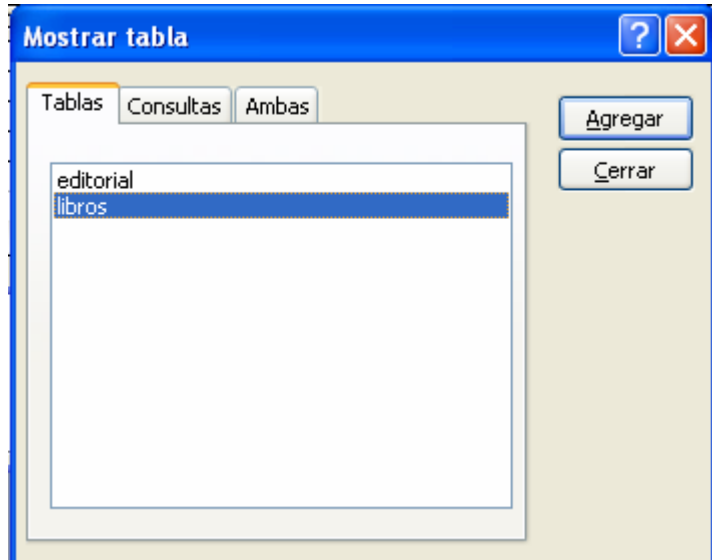 Mostrar tabla
?
Tablas Consultas Ambas
Agregar
Cerrar
editorial
libros